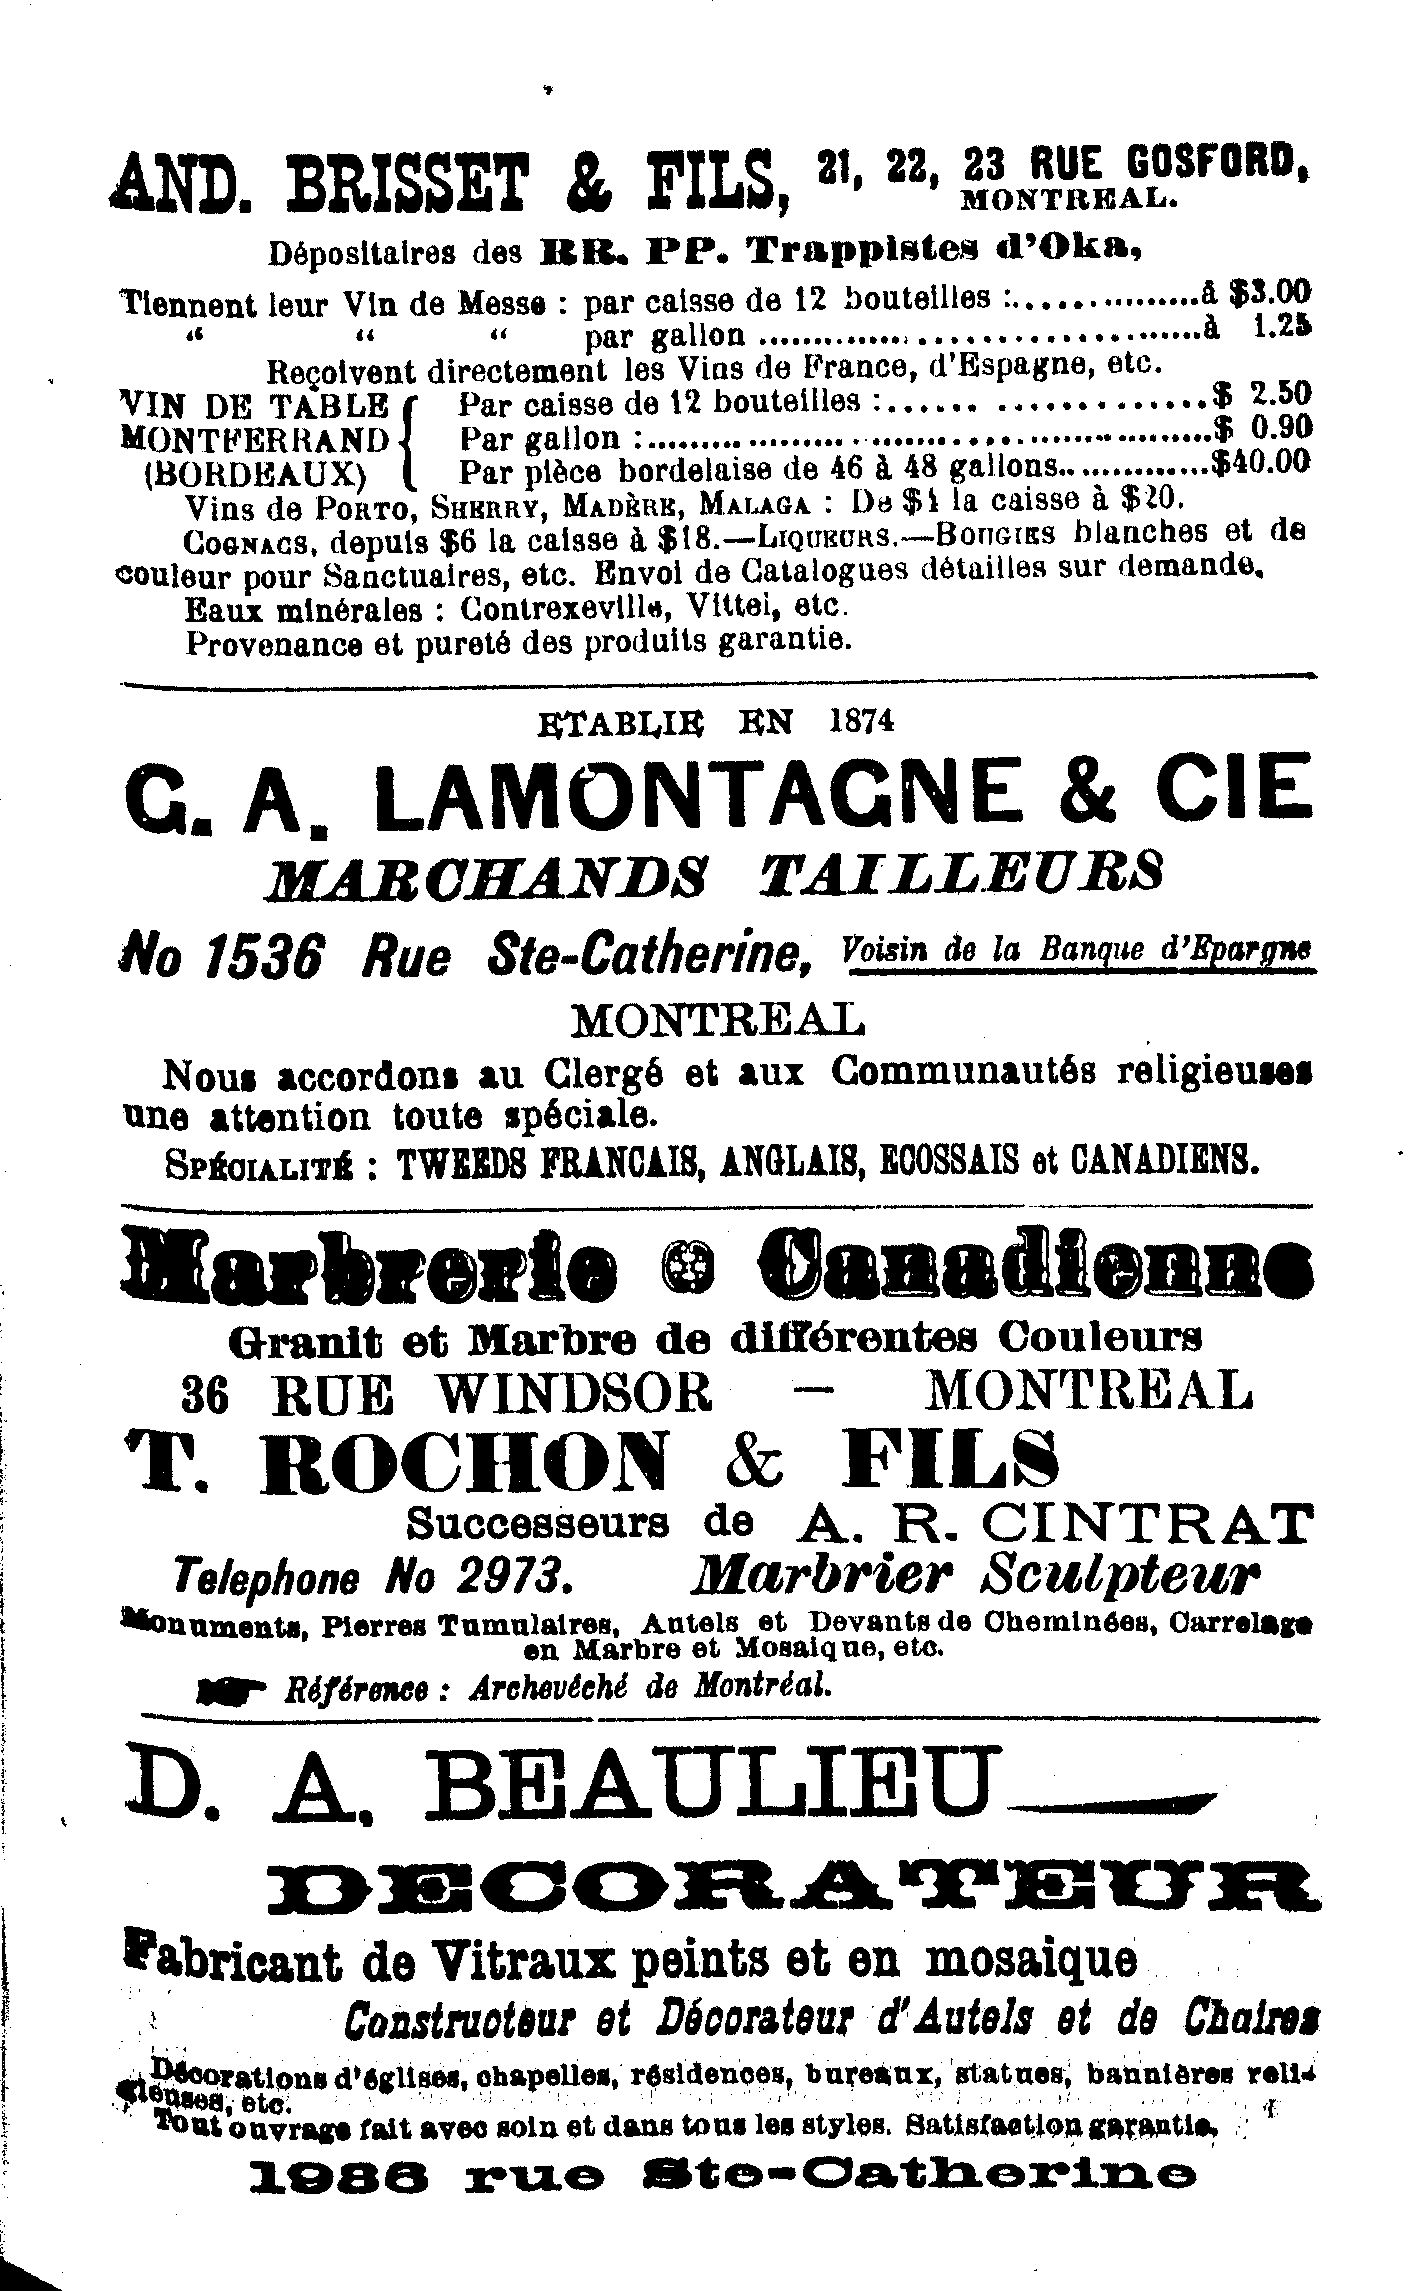 AND. BRISSET & FILS, 21, 22, 23 RUE GOSFORD,
MONTREAL.
Dépositaires des RR. PP. Trappistes d'Oka,
Tiennent leur Vin de Messe : par caisse de 12 bouteilles :................à $3.00
“ “ “ par gallon ....................................à 1.25
Reçoivent directement les Vins de France, d'Espagne, etc.
VIN DE TABLE { Par caisse de 12 bouteilles :...... .............$ 2.50
MONTFERRAND { Par gallon :..........................................$ 0.90
(BORDEAUX) { Par pièce bordelaise de 46 à 48 gallons.. ............$40.00
Vins de PORTO, SHERRY, MADÈRE, MALAGA : De la caisse à $20.
COGNACS, depuis $6 la caisse à $18.—LIQUEURS.—BOUGIES blanches et de
couleur pour Sanctuaires, etc. Envoi de Catalogues détailles sur demande.
Eaux minérales : Contrexeville, Vittel, etc.
Provenance et pureté des produits garantie.
ETABLIE EN 1874
G. A. LAMONTAGNE & CIE
MARCHANDS TAILLEURS
No 1536 Rue Ste-Catherine, Voisin de la Banque d'Epargne
MONTREAL
Nous accordons au Clergé et aux Communautés religieuses
une attention toute spéciale.
SPÉCIALITÉ : TWEEDS FRANCAIS, ANGLAIS, ECOSSAIS et CANADIENS.
Marbrerie Canadienne
Granit et Marbre de différentes Couleurs
36 RUE WINDSOR — MONTREAL
T. ROCHON & FILS
Successeurs de A. R. CINTRAT
Telephone No 2973. Marbrier Sculpteur
Monuments, Pierres Tumulaires, Autels et Devants de Cheminées, Carrelage
en Marbre et Mosaique, etc.
Référence : Archevéché de Montréal.
D. A. BEAULIEU
DECORATEUR
Fabricant de Vitraux peints et en mosaique
Constructeur et Décorateur d'Autels et de Chaires
Décorations d'églises, chapelles, résidences, bureaux, statues, bannières reli-
gieuses, etc.
Tout ouvrage fait avec soin et dans tous les styles. Satisfaction garantie.
1986 rue Ste-Catherine